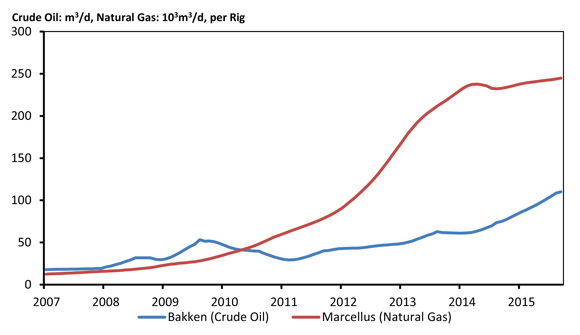 Crude Oil: m³/d, Natural Gas: 10³m³/d, per Rig
300
250
200
150
100
50
0
2007 2008 2009 2010 2011 2012 2013 2014 2015
Bakken (Crude Oil) Marcellus (Natural Gas)